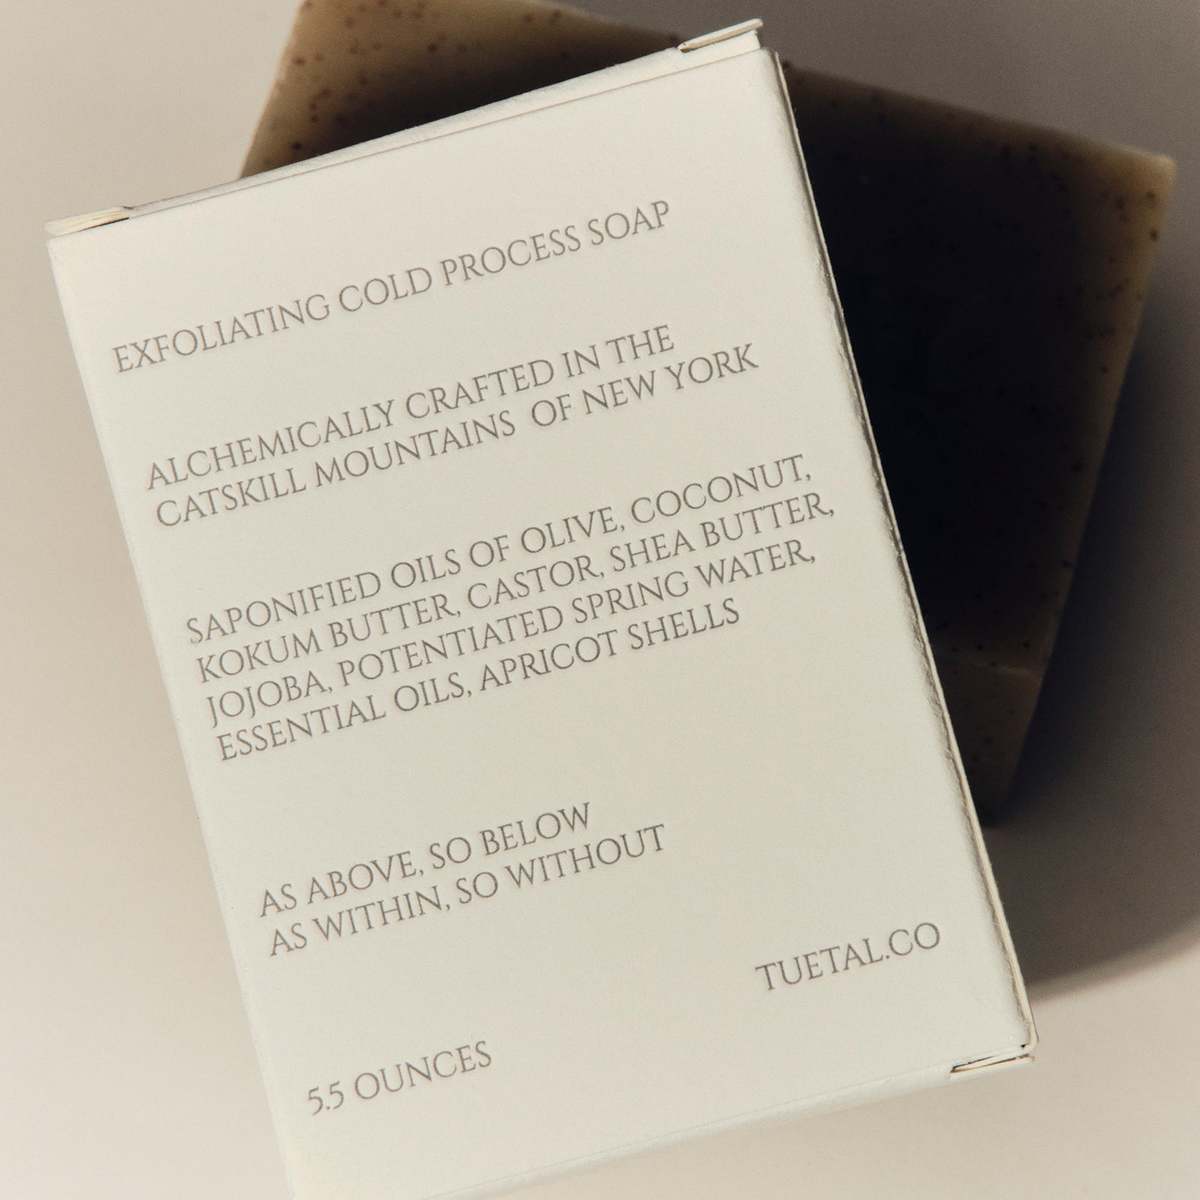 EXFOLIATING COLD PROCESS SOAP
ALCHEMICALLY CRAFTED IN THE
CATSKILL MOUNTAINS OF NEW YORK
SAPONIFIED OILS OF OLIVE, COCONUT,
KOKUM BUTTER, CASTOR, SHEA BUTTER,
JOJOBA, POTENTIATED SPRING WATER,
ESSENTIAL OILS, APRICOT SHELLS
AS ABOVE, SO BELOW
AS WITHIN, SO WITHOUT
TUETAL.CO
5.5 OUNCES